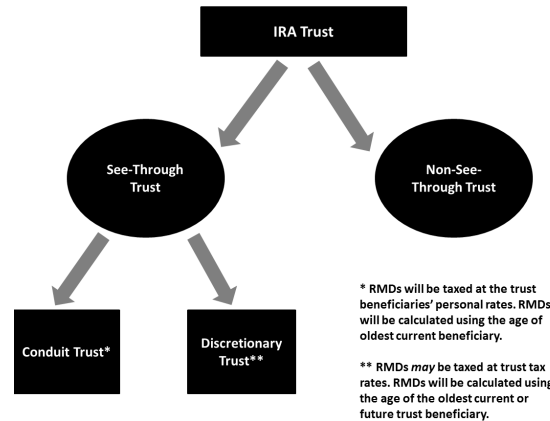 IRA Trust
See-Through
Trust
Non-See-
Through Trust
Conduit Trust*
Discretionary
Trust**
* RMDs will be taxed at the trust
beneficiaries' personal rates. RMDs
will be calculated using the age of
oldest current beneficiary.
** RMDs may be taxed at trust tax
rates. RMDs will be calculated using
the age of the oldest current or
future trust beneficiary.